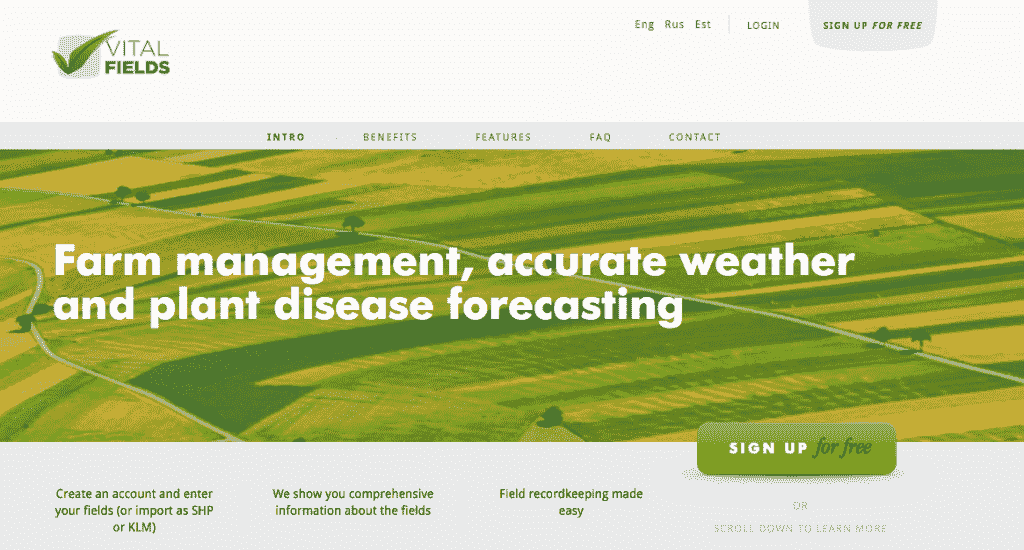 Eng Rus Est
LOGIN
SIGN UP FOR FREE
VITAL
FIELDS
INTRO
BENEFITS
FEATURES
FAQ
CONTACT
Farm management, accurate weather
and plant disease forecasting
SIGN UP for free
Create an account and enter
your fields (or import as SHP
or KLM)
We show you comprehensive
information about the fields
Field recordkeeping made
easy
OR
SCROLL DOWN TO LEARN MORE